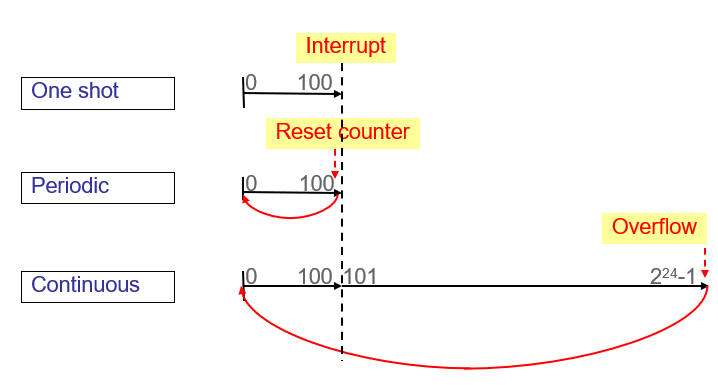 Interrupt
One shot
0 100
Reset counter
Periodic
0 100
Overflow
Continuous
0 100 101 2²⁴-1